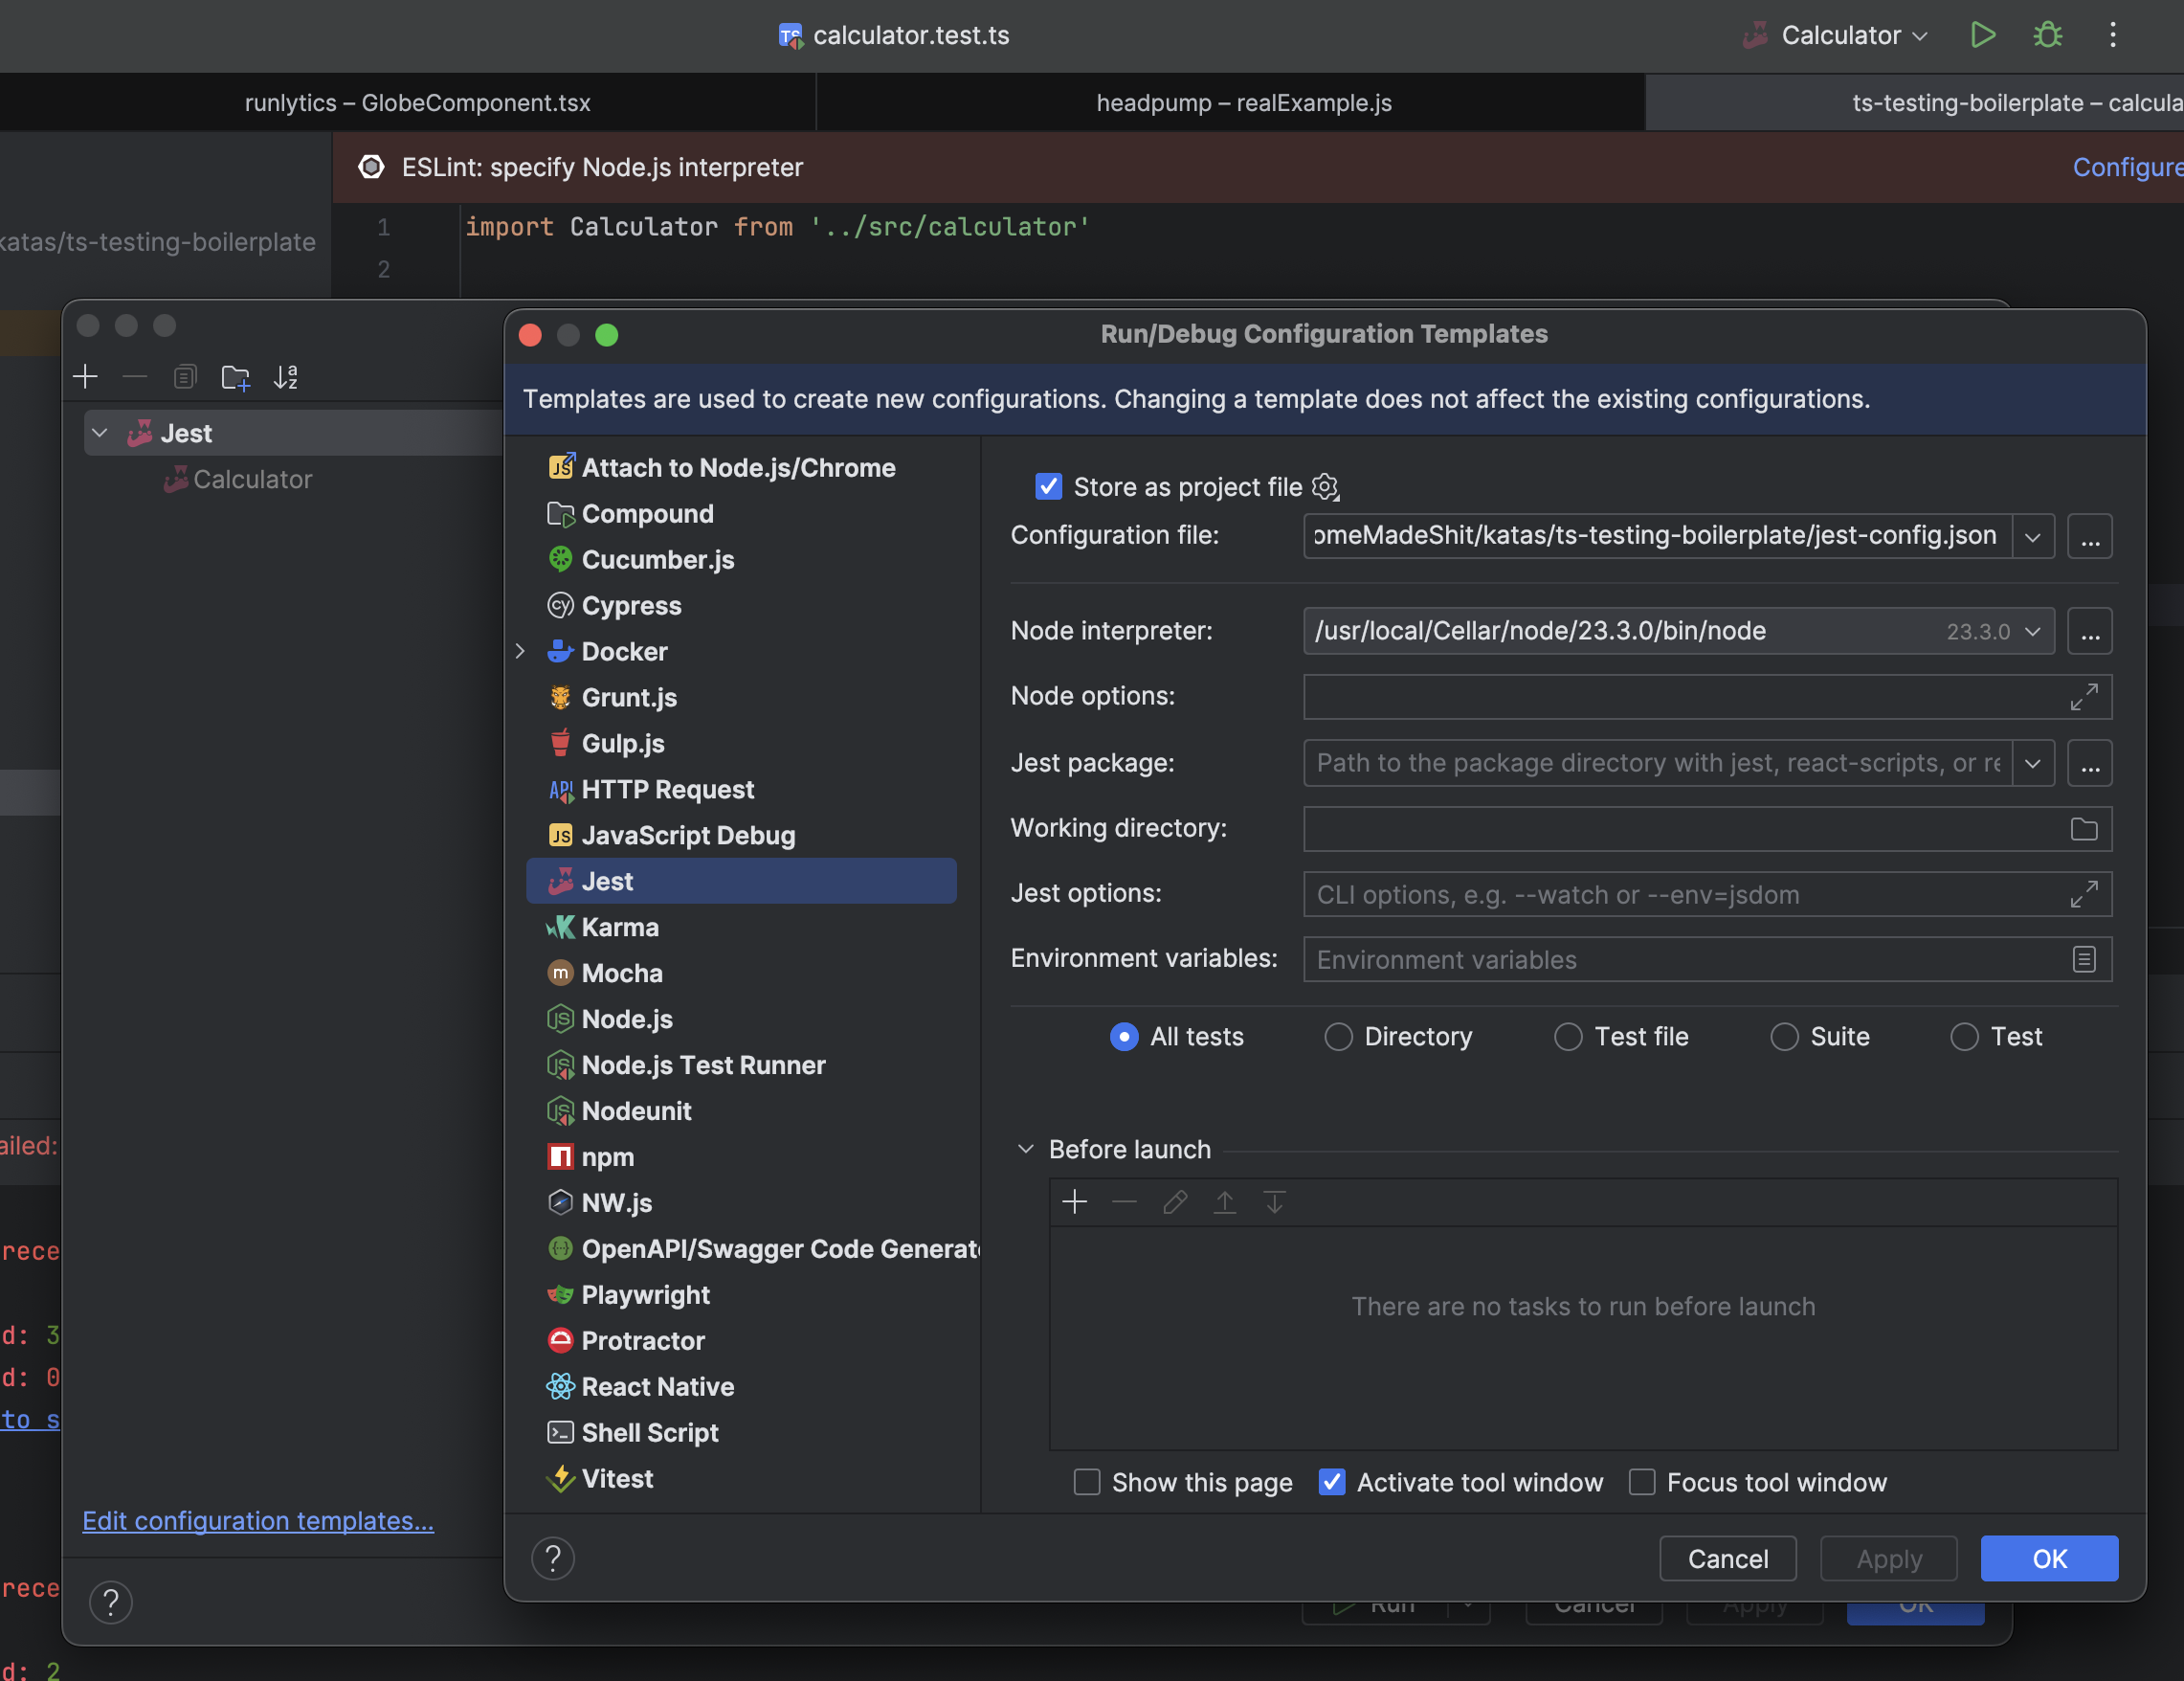 calculator.test.ts
Calculator
runlytics – GlobeComponent.tsx
headpump – realExample.js
ts-testing-boilerplate – calcula
ESLint: specify Node.js interpreter
Configure
katas/ts-testing-boilerplate
1 import Calculator from '../src/calculator'
2
Jest
Calculator
Edit configuration templates...
?
Run/Debug Configuration Templates
Templates are used to create new configurations. Changing a template does not affect the existing configurations.
Attach to Node.js/Chrome
Compound
Cucumber.js
Cypress
Docker
Grunt.js
Gulp.js
HTTP Request
JavaScript Debug
Jest
Karma
Mocha
Node.js
Node.js Test Runner
Nodeunit
npm
NW.js
OpenAPI/Swagger Code Generat
Playwright
Protractor
React Native
Shell Script
Vitest
Store as project file
Configuration file: omeMadeShit/katas/ts-testing-boilerplate/jest-config.json ...
Node interpreter: /usr/local/Cellar/node/23.3.0/bin/node 23.3.0 ...
Node options:
Jest package: Path to the package directory with jest, react-scripts, or re ...
Working directory:
Jest options: CLI options, e.g. --watch or --env=jsdom
Environment variables: Environment variables
All tests Directory Test file Suite Test
Before launch
There are no tasks to run before launch
Show this page Activate tool window Focus tool window
? Cancel Apply OK
Run Cancel Apply OK
ailed:
rece
d: 3
d: 0
to s
rece
d: 2